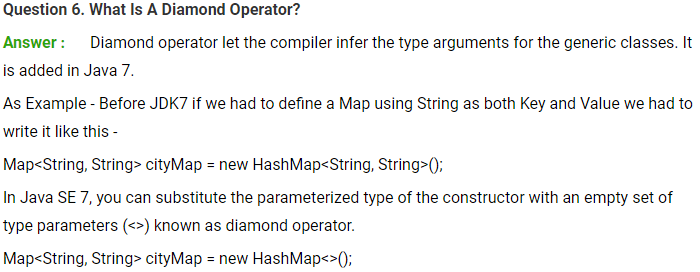 Question 6. What Is A Diamond Operator?
Answer : Diamond operator let the compiler infer the type arguments for the generic classes. It
is added in Java 7.
As Example - Before JDK7 if we had to define a Map using String as both Key and Value we had to
write it like this -
Map<String, String> cityMap = new HashMap<String, String>();
In Java SE 7, you can substitute the parameterized type of the constructor with an empty set of
type parameters (<>) known as diamond operator.
Map<String, String> cityMap = new HashMap<>();